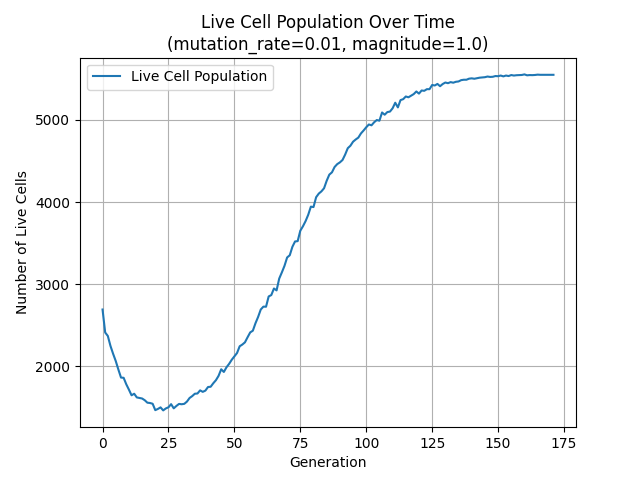 Live Cell Population Over Time
(mutation_rate=0.01, magnitude=1.0)
Live Cell Population
Number of Live Cells
5000
4000
3000
2000
0 25 50 75 100 125 150 175
Generation